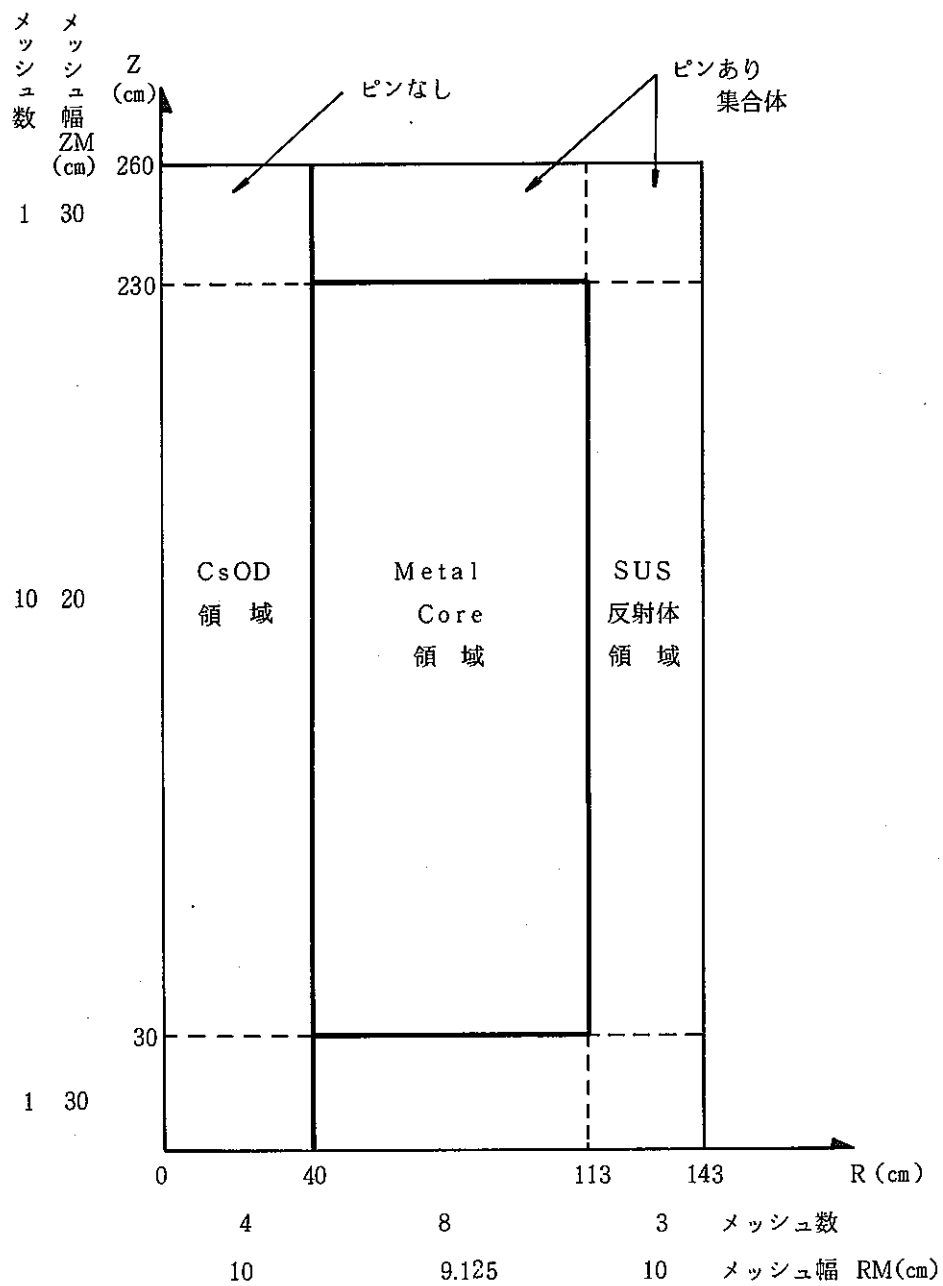 メッシュ数
メッシュ幅
ZM
(cm)
Z
(cm)
ピンなし
ピンあり
集合体
260
1 30
230
CsOD
領 域
Metal
Core
領 域
SUS
反射体
領 域
10 20
30
1 30
0 40 113 143 R (cm)
4 8 3 メッシュ数
10 9.125 10 メッシュ幅 RM(cm)